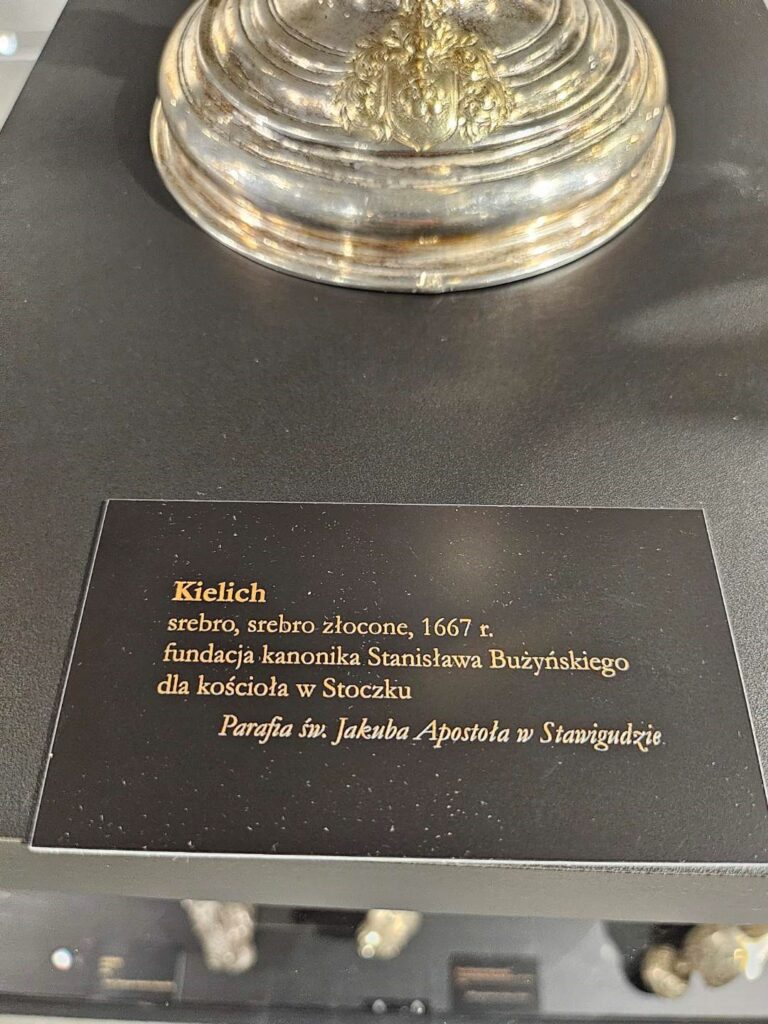 Kielich
srebro, srebro złocone, 1667 r.
fundacja kanonika Stanisława Bużyńskiego
dla kościoła w Stoczku
Parafia św. Jakuba Apostoła w Stawigudzie